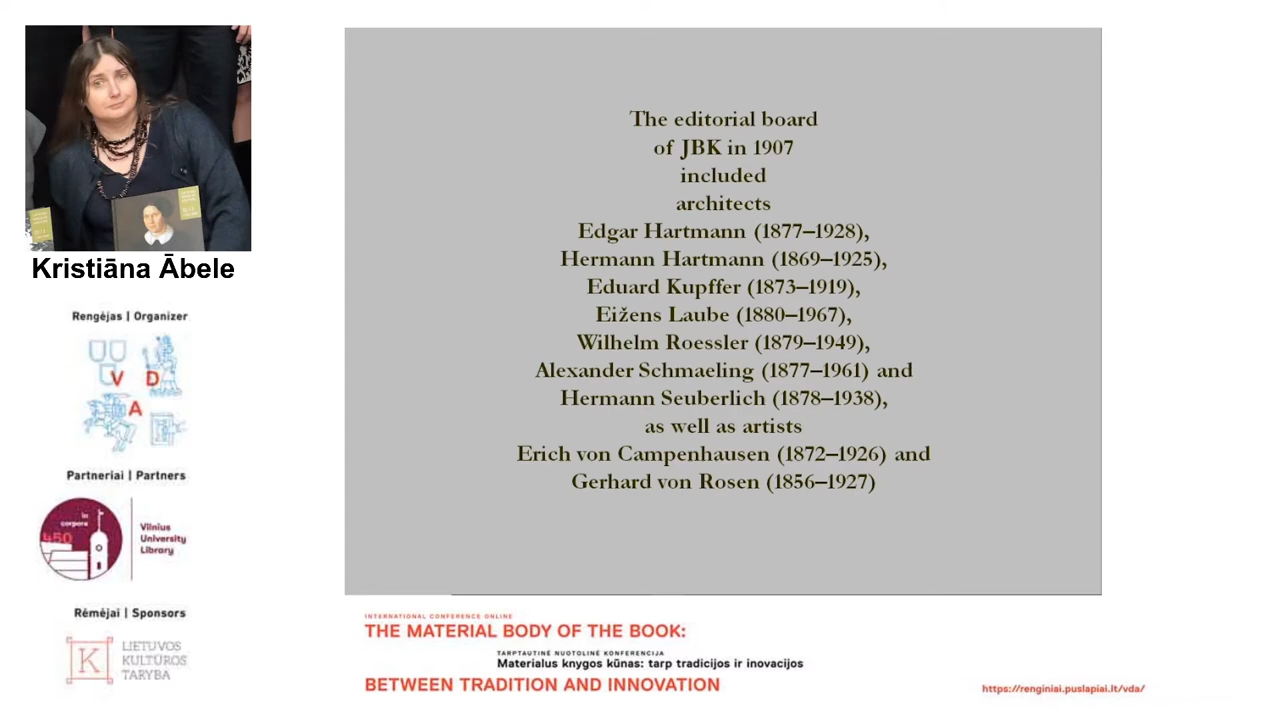 Kristiāna Ābele
Rengėjas | Organizer
V D
A
Partneriai | Partners
in
corpore
450
Vilnius
University
Library
Rėmėjai | Sponsors
K
LIETUVOS
KULTŪROS
TARYBA
The editorial board
of JBK in 1907
included
architects
Edgar Hartmann (1877–1928),
Hermann Hartmann (1869–1925),
Eduard Kupffer (1873–1919),
Eižens Laube (1880–1967),
Wilhelm Roessler (1879–1949),
Alexander Schmaeling (1877–1961) and
Hermann Seuberlich (1878–1938),
as well as artists
Erich von Campenhausen (1872–1926) and
Gerhard von Rosen (1856–1927)
INTERNATIONAL CONFERENCE ONLINE
THE MATERIAL BODY OF THE BOOK:
TARPTAUTINĖ NUOTOLINĖ KONFERENCIJA
Materialus knygos kūnas: tarp tradicijos ir inovacijos
BETWEEN TRADITION AND INNOVATION
https://renginiai.puslapiai.lt/vda/